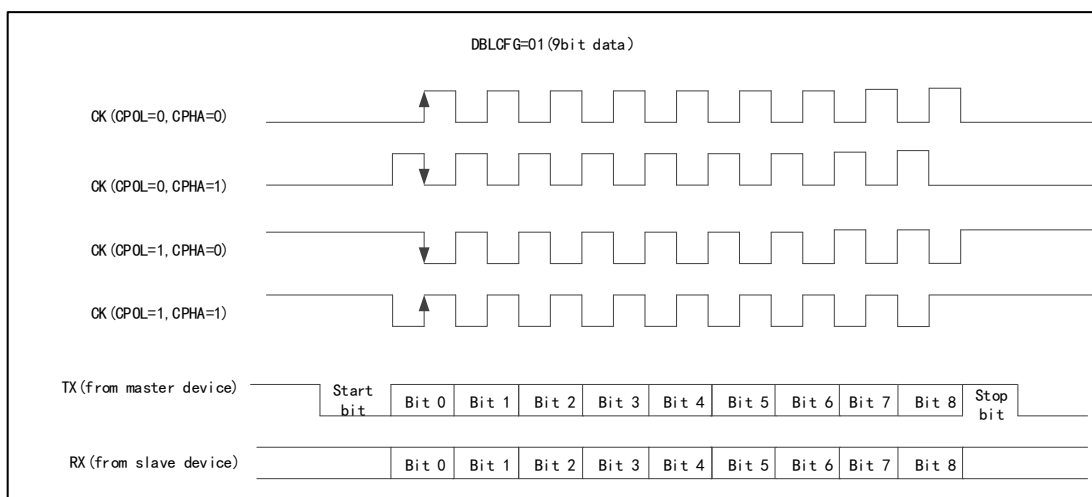 DBLCFG=01(9bit data)
CK(CPOL=0,CPHA=0)
CK(CPOL=0,CPHA=1)
CK(CPOL=1,CPHA=0)
CK(CPOL=1,CPHA=1)
TX(from master device)
Start bit
Bit 0 Bit 1 Bit 2 Bit 3 Bit 4 Bit 5 Bit 6 Bit 7 Bit 8
Stop bit
RX(from slave device)
Bit 0 Bit 1 Bit 2 Bit 3 Bit 4 Bit 5 Bit 6 Bit 7 Bit 8